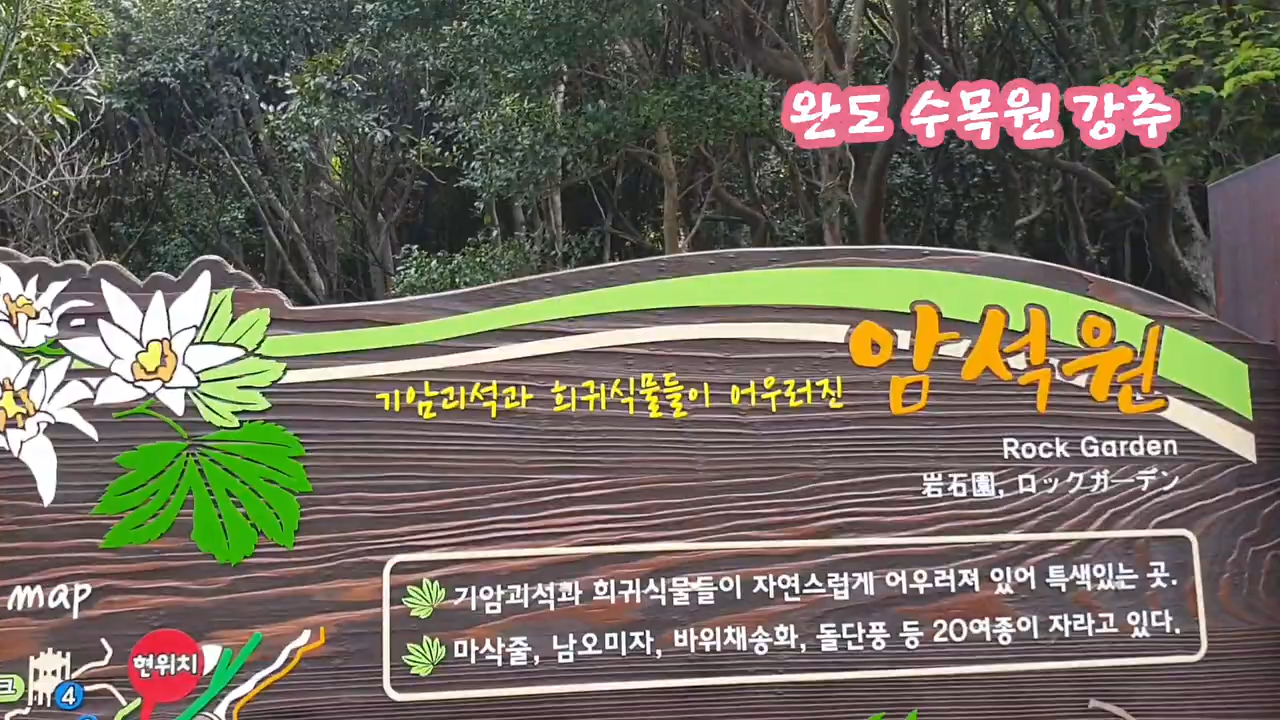 완도 수목원 강추
기암괴석과 희귀식물들이 어우러진 암석원
Rock Garden
岩石園, ロックガーデン
기암괴석과 희귀식물들이 자연스럽게 어우러져 있어 특색있는 곳.
마삭줄, 남오미자, 바위채송화, 돌단풍 등 20여종이 자라고 있다.
map
현위치
크
4